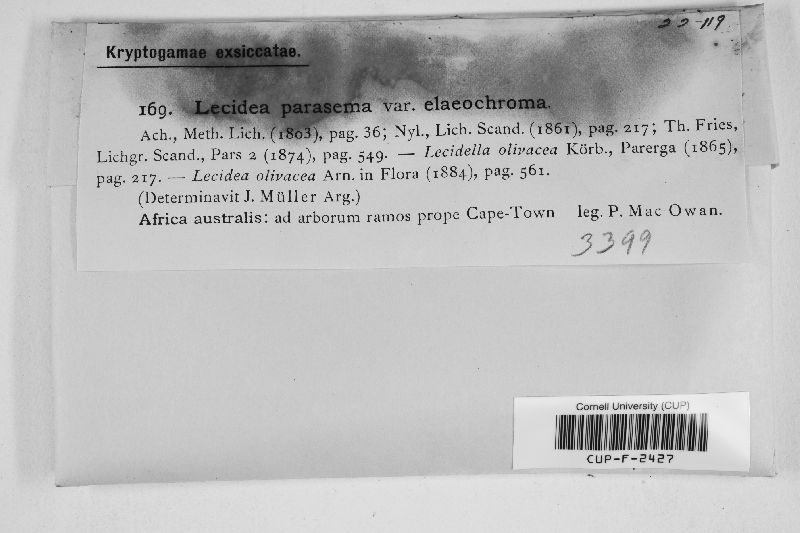 22-119
Kryptogamae exsiccatae.
169. Lecidea parasema var. elaeochroma.
Ach., Meth. Lich. (1803), pag. 36; Nyl., Lich. Scand. (1861), pag. 217; Th. Fries,
Lichgr. Scand., Pars 2 (1874), pag. 549. — Lecidella olivacea Körb., Parerga (1865),
pag. 217. — Lecidea olivacea Arn. in Flora (1884), pag. 561.
(Determinavit J. Müller Arg.)
Africa australis: ad arborum ramos prope Cape-Town leg. P. Mac Owan.
3399
Cornell University (CUP)
CUP-F-2427